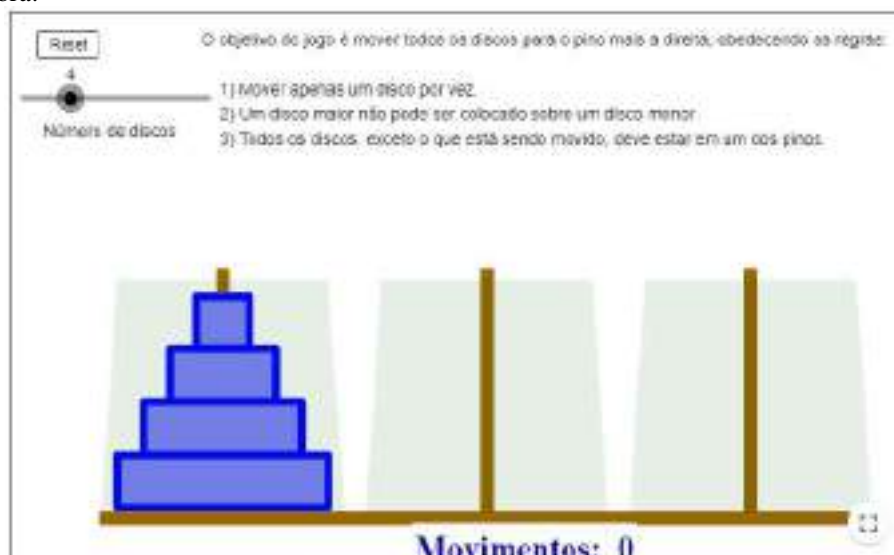 Reset
O objetivo do jogo é mover todos os discos para o pino mais a direita, obedecendo as regras:
4
1) Mover apenas um disco por vez.
2) Um disco maior não pode ser colocado sobre um disco menor
Número de discos
3) Todos os discos, exceto o que está sendo movido, deve estar em um dos pinos.
Movimentos: 0